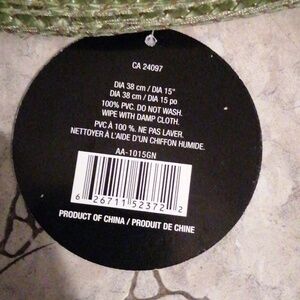 CA 24097
DIA 38 cm / DIA 15"
DIA 38 cm / DIA 15 po
100% PVC. DO NOT WASH.
WIPE WITH DAMP CLOTH.
PVC À 100 %. NE PAS LAVER.
NETTOYER À L'AIDE D'UN CHIFFON HUMIDE.
AA-1015GN
6 26711 52372 2
PRODUCT OF CHINA / PRODUIT DE CHINE